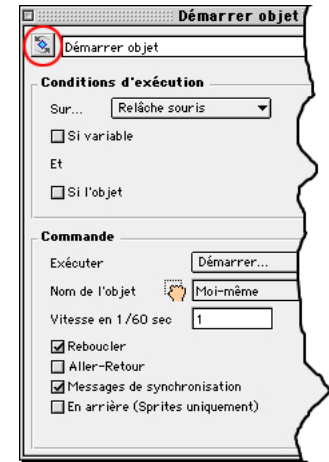 Démarrer objet
Démarrer objet
Conditions d'exécution
Sur... Relâche souris
Si variable
Et
Si l'objet
Commande
Exécuter Démarrer...
Nom de l'objet Moi-même
Vitesse en 1/60 sec 1
Reboucler
Aller-Retour
Messages de synchronisation
En arrière (Sprites uniquement)